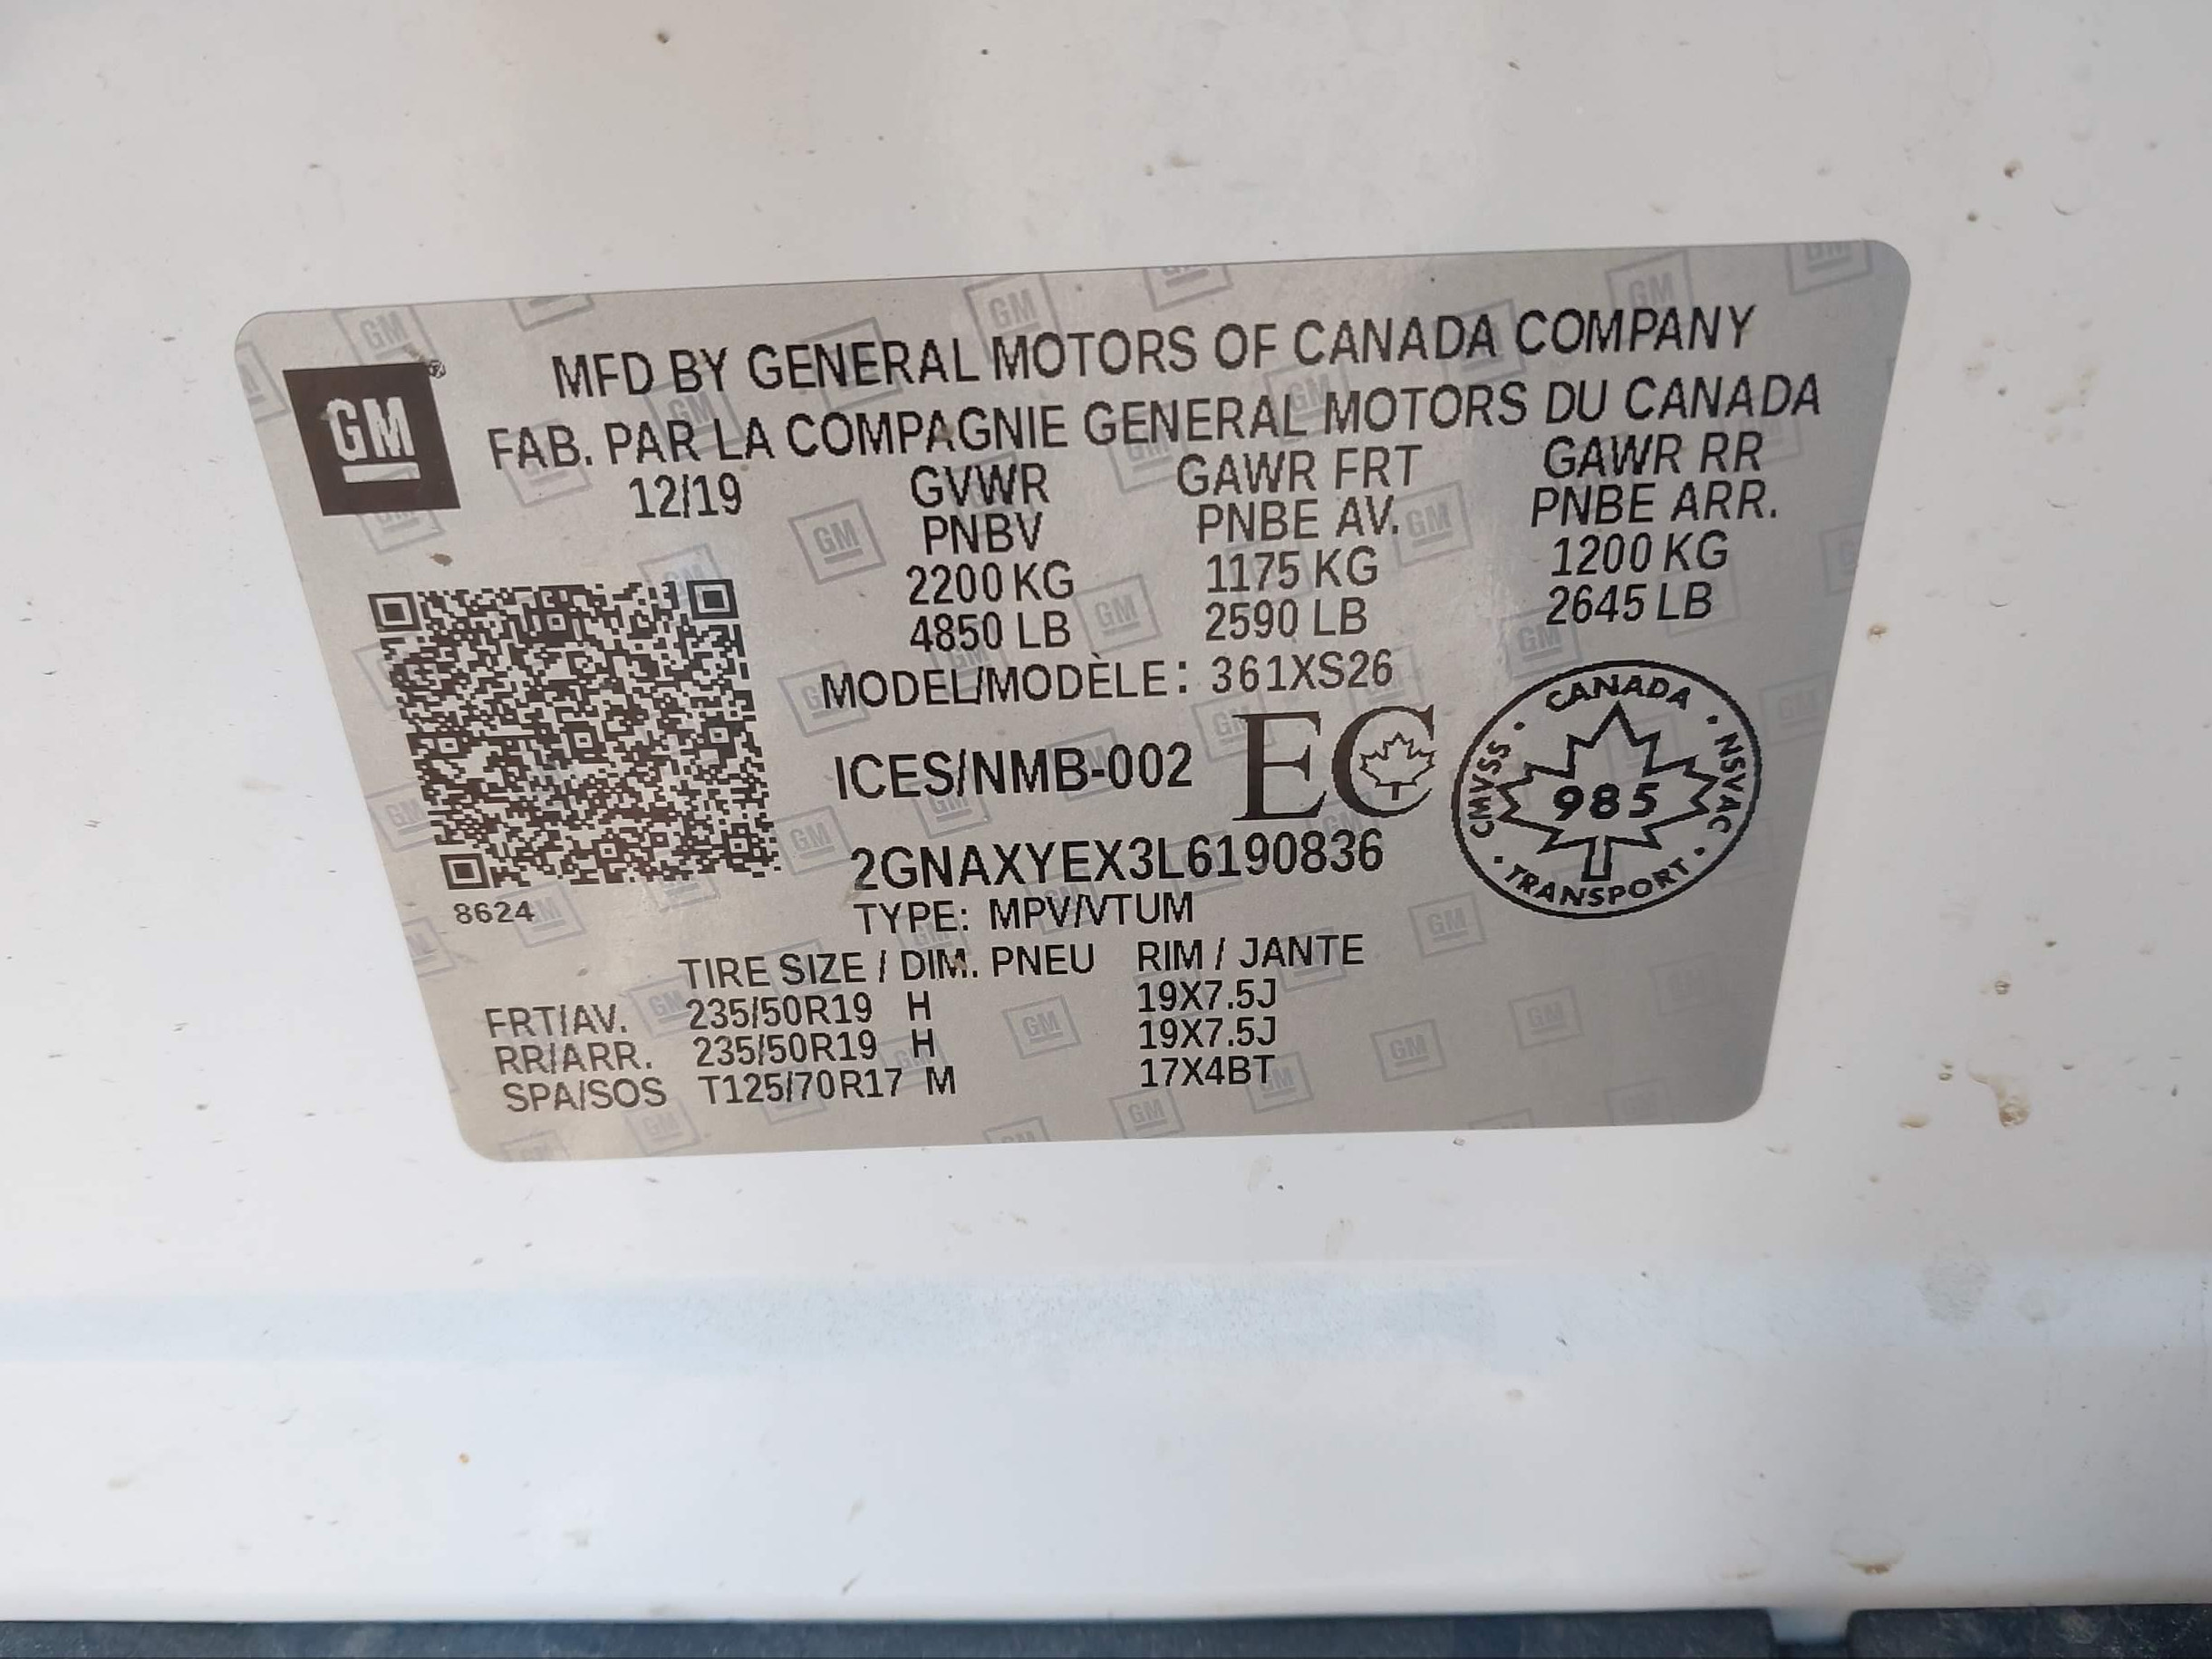 GM
MFD BY GENERAL MOTORS OF CANADA COMPANY
FAB. PAR LA COMPAGNIE GENERAL MOTORS DU CANADA
12/19 GVWR GAWR FRT GAWR RR
PNBV PNBE AV. PNBE ARR.
2200 KG 1175 KG 1200 KG
4850 LB 2590 LB 2645 LB
MODEL/MODÈLE: 361XS26
ICES/NMB-002 EC
CANADA
CMVSS 985 NSVAC
TRANSPORT
2GNAXYEX3L6190836
8624
TYPE: MPV/VTUM
TIRE SIZE / DIM. PNEU RIM / JANTE
FRT/AV. 235/50R19 H 19X7.5J
RR/ARR. 235/50R19 H 19X7.5J
SPA/SOS T125/70R17 M 17X4BT